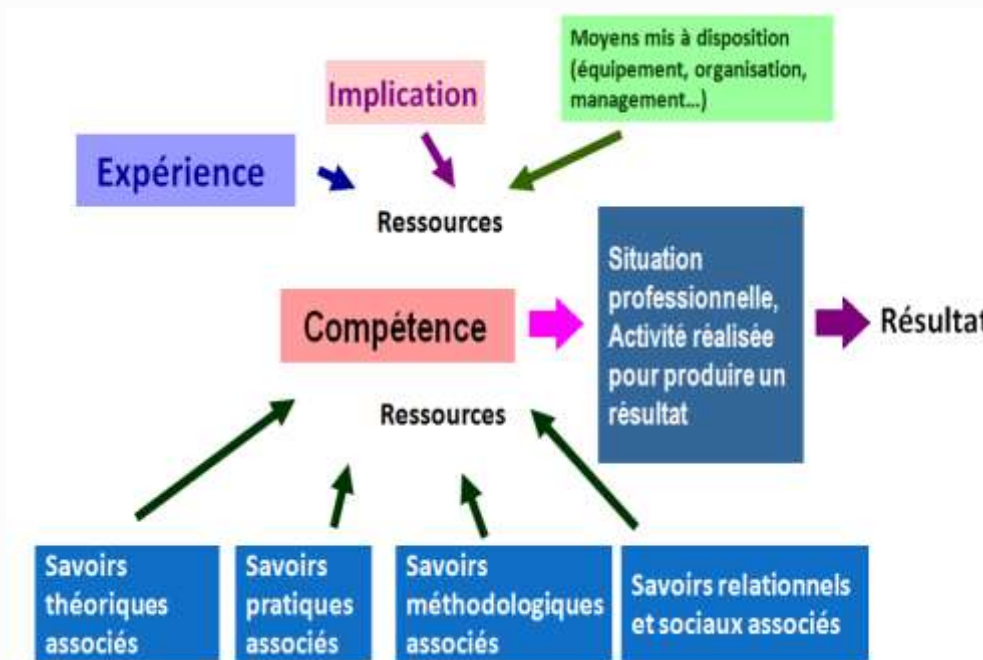 Moyens mis à disposition
(équipement, organisation,
management...)
Implication
Expérience
Ressources
Situation
professionnelle,
Activité réalisée
pour produire un
résultat
Compétence
Résultat
Ressources
Savoirs
théoriques
associés
Savoirs
pratiques
associés
Savoirs
méthodologiques
associés
Savoirs relationnels
et sociaux associés